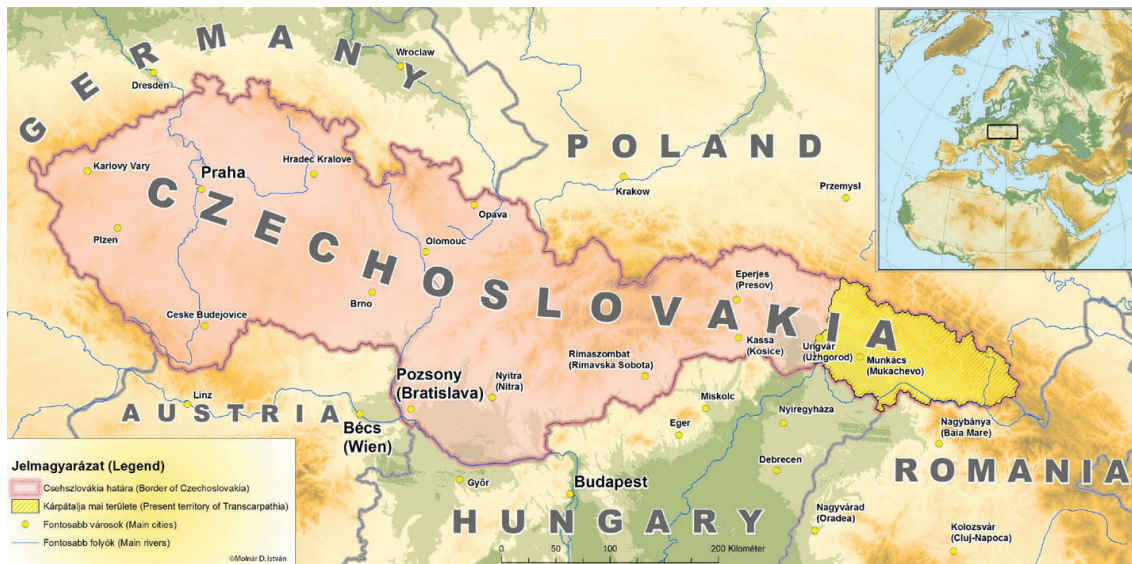 GERMANY
Wroclaw
Dresden
POLAND
Karlovy Vary
Hradec Kralove
Praha
Krakow
Przemysl
CZECHOSLOVAKIA
Opava
Plzen
Olomouc
Eperjes
(Presov)
Brno
Ceske Budejovice
Kassa
(Kosice)
Ungvár
(Uzhgorod)
Rimaszombat
(Rimavska Sobota)
Munkács
(Mukachevo)
Pozsony
(Bratislava)
Nyitra
(Nitra)
Linz
AUSTRIA
Miskolc
Nyíregyháza
Bécs
(Wien)
Eger
Nagybánya
(Baia Mare)
Győr
Debrecen
ROMANIA
Budapest
HUNGARY
Nagyvárad
(Oradea)
Kolozsvár
(Cluj-Napoca)
Jelmagyarázat (Legend)
Csehszlovákia határa (Border of Czechoslovakia)
Kárpátalja mai területe (Present territory of Transcarpathia)
Fontosabb városok (Main cities)
Fontosabb folyók (Main rivers)
©Molnár D. István
0 50 100 200 Kilométer